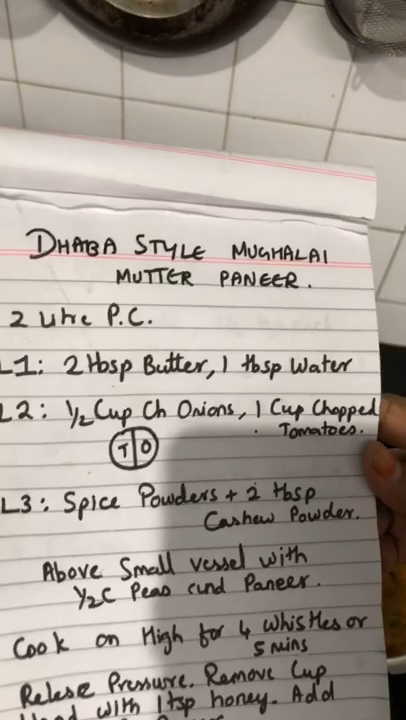 DHABA STYLE MUGHALAI
MUTTER PANEER.
2 Litre P.C.
L1: 2 tbsp Butter, 1 tbsp Water
L2: ½ Cup Ch Onions, 1 Cup Chopped
Tomatoes.
T O
L3: Spice Powders + 2 tbsp
Cashew Powder.
Above Small vessel with
½C Peas and Paneer.
Cook on High for 4 Whistles or
5 mins
Relese Pressure. Remove Cup
with 1 tsp honey. Add